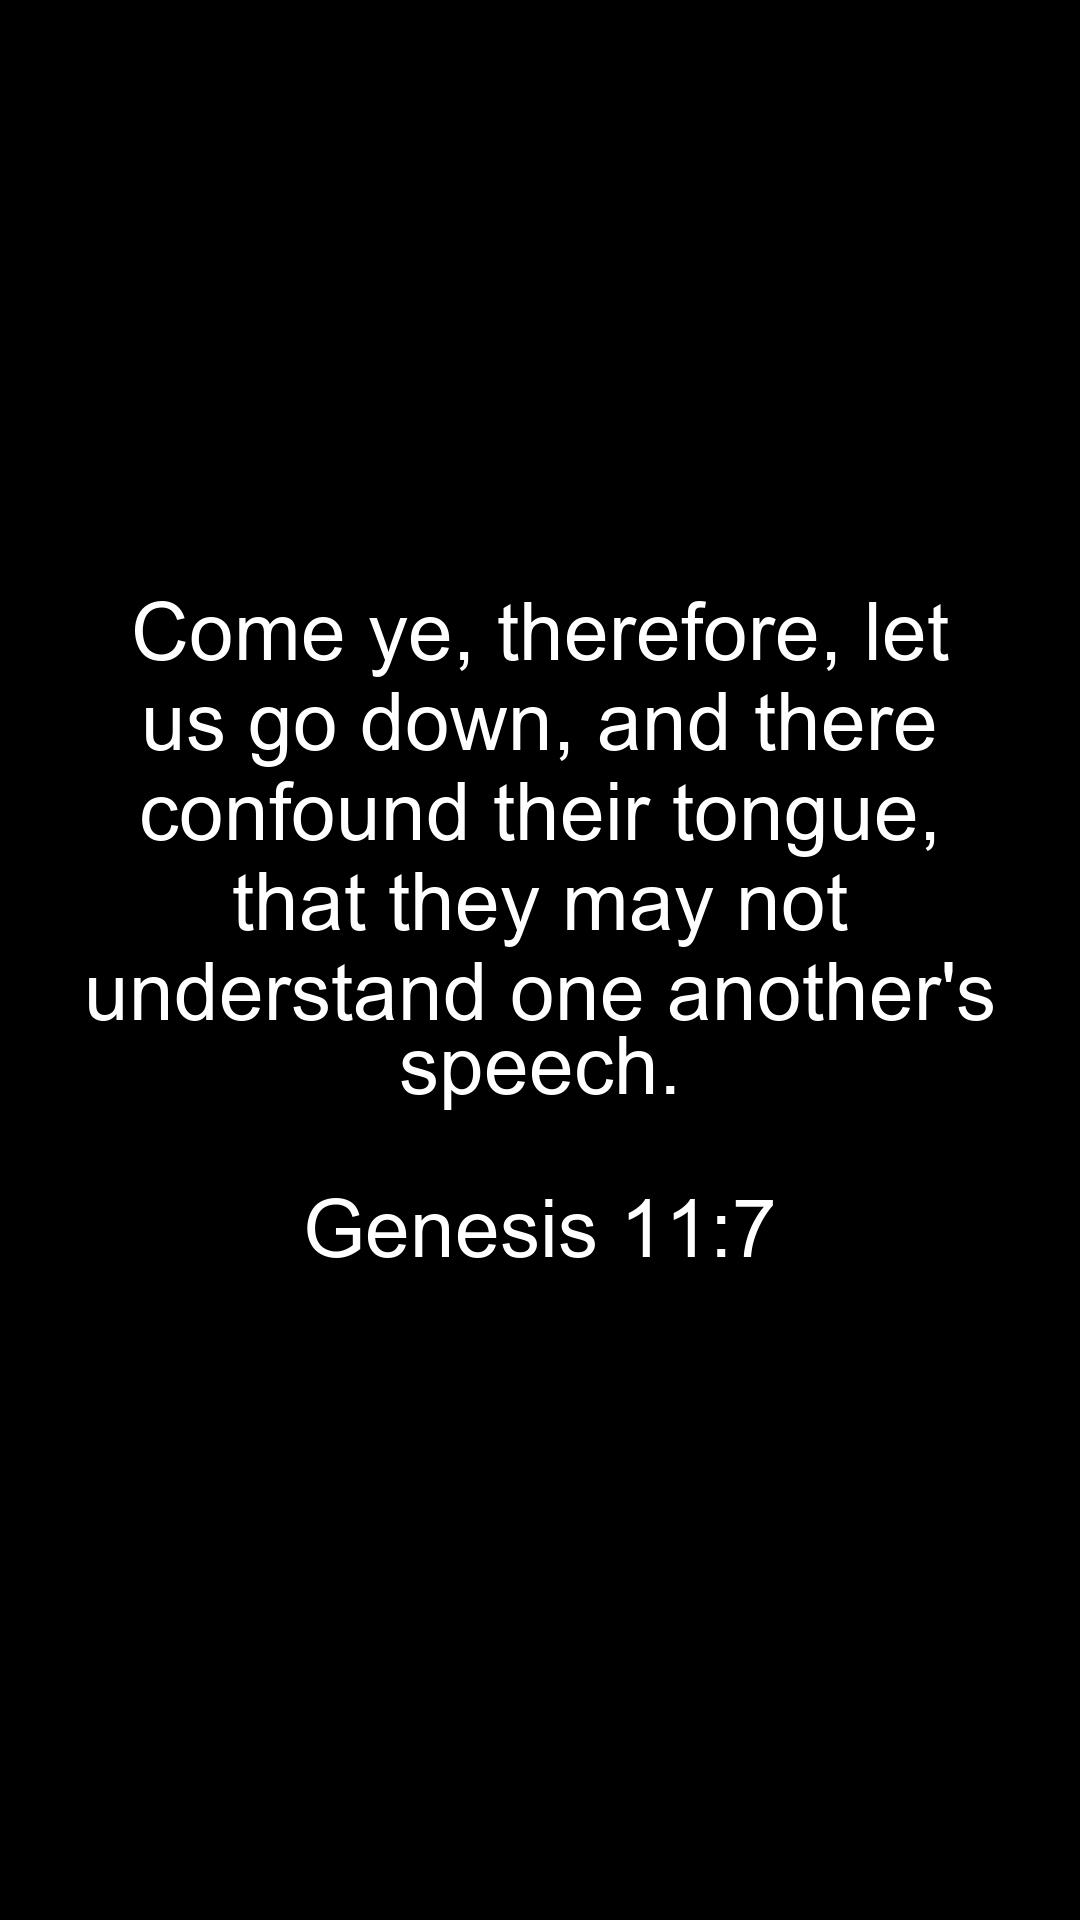 Come ye, therefore, let
us go down, and there
confound their tongue,
that they may not
understand one another's
speech.
Genesis 11:7